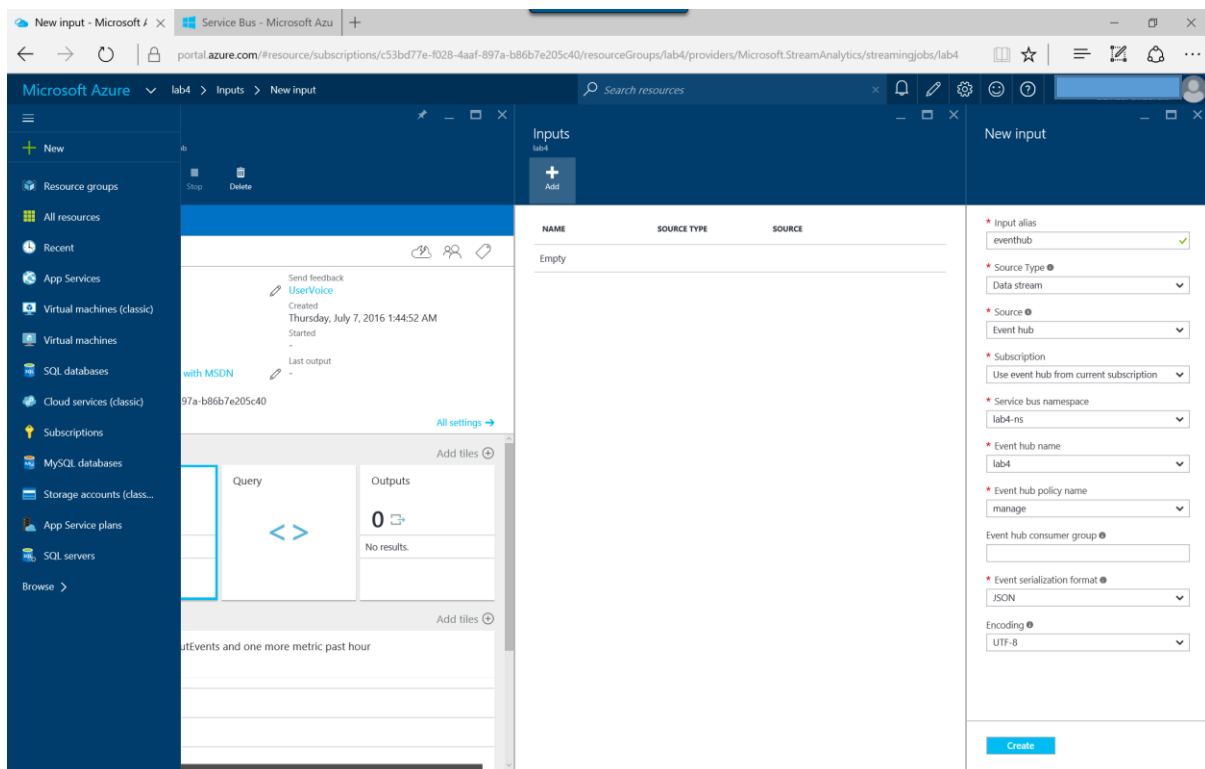 New input - Microsoft A
Service Bus - Microsoft Azu
portal.azure.com/#resource/subscriptions/c53bd77e-f028-4aaf-897a-b86b7e205c40/resourceGroups/lab4/providers/Microsoft.StreamAnalytics/streamingjobs/lab4
Microsoft Azure lab4 > Inputs > New input
Search resources
New
Resource groups
All resources
Recent
App Services
Virtual machines (classic)
Virtual machines
SQL databases
Cloud services (classic)
Subscriptions
MySQL databases
Storage accounts (class...
App Service plans
SQL servers
Browse >
Stop
Delete
Send feedback
UserVoice
Created
Thursday, July 7, 2016 1:44:52 AM
Started
-
Last output
-
with MSDN
97a-b86b7e205c40
All settings →
Add tiles
Query
< >
Outputs
0
No results.
Add tiles
utEvents and one more metric past hour
Inputs
lab4
Add
NAME SOURCE TYPE SOURCE
Empty
New input
* Input alias
eventhub
* Source Type
Data stream
* Source
Event hub
* Subscription
Use event hub from current subscription
* Service bus namespace
lab4-ns
* Event hub name
lab4
* Event hub policy name
manage
Event hub consumer group
* Event serialization format
JSON
Encoding
UTF-8
Create